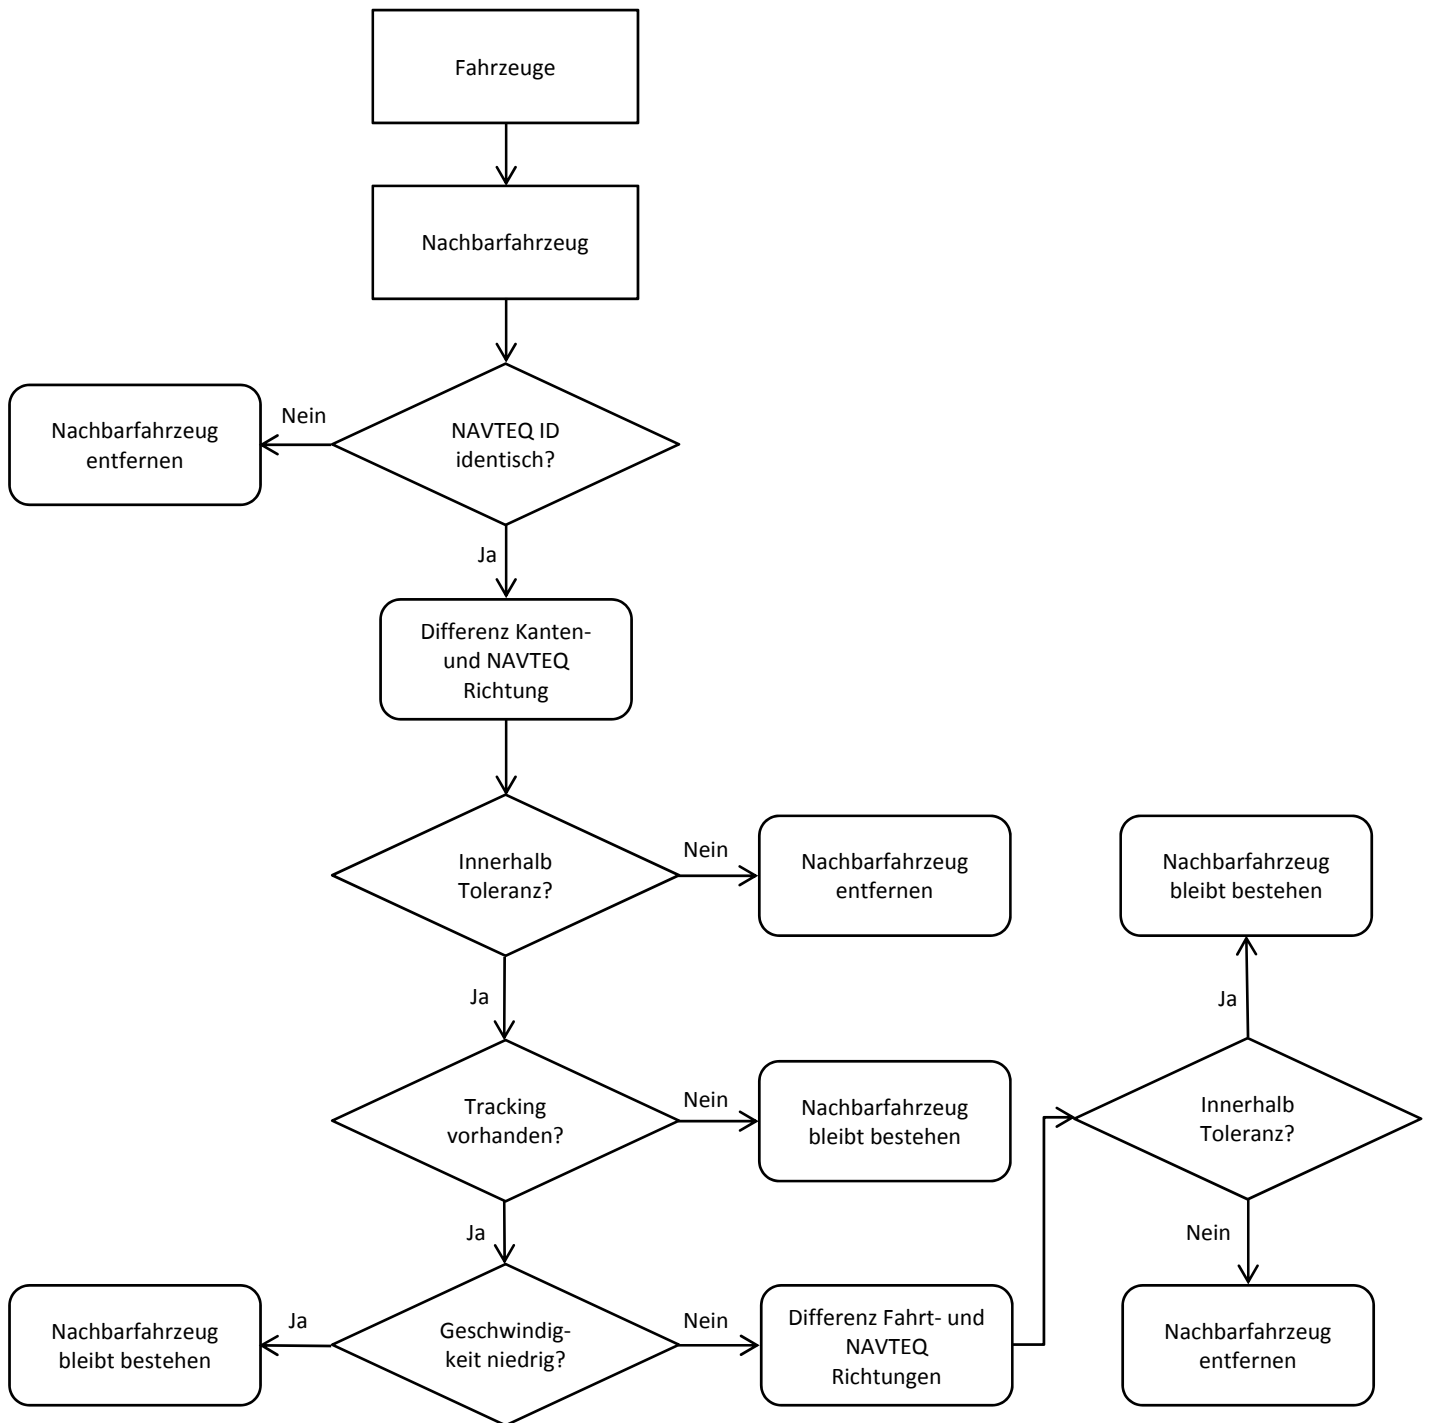 Fahrzeuge
Nachbarfahrzeug
Nein
Nachbarfahrzeug
entfernen
NAVTEQ ID
identisch?
Ja
Differenz Kanten-
und NAVTEQ
Richtung
Innerhalb
Toleranz?
Nein
Nachbarfahrzeug
entfernen
Nachbarfahrzeug
bleibt bestehen
Ja
Ja
Tracking
vorhanden?
Nein
Nachbarfahrzeug
bleibt bestehen
Innerhalb
Toleranz?
Ja
Nein
Nachbarfahrzeug
bleibt bestehen
Ja
Geschwindig-
keit niedrig?
Nein
Differenz Fahrt- und
NAVTEQ
Richtungen
Nachbarfahrzeug
entfernen